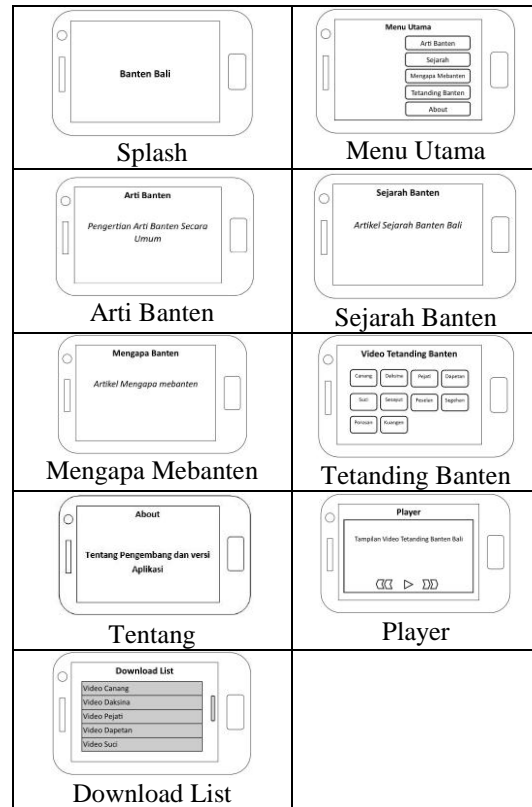 Banten Bali
Splash
Menu Utama
Arti Banten
Sejarah
Mengapa Mebanten
Tetanding Banten
About
Menu Utama
Arti Banten
Pengertian Arti Banten Secara
Umum
Arti Banten
Sejarah Banten
Artikel Sejarah Banten Bali
Sejarah Banten
Mengapa Banten
Artikel Mengapa mebanten
Mengapa Mebanten
Video Tetanding Banten
Canang Daksina Pejati Dapetan
Suci Sesayut Segehan
Porosan Kuangen
Tetanding Banten
About
Tentang Pengembang dan versi
Aplikasi
Tentang
Player
Tampilan Video Tetanding Banten Bali
Player
Download List
Video Canang
Video Daksina
Video Pejati
Video Dapetan
Video Suci
Download List